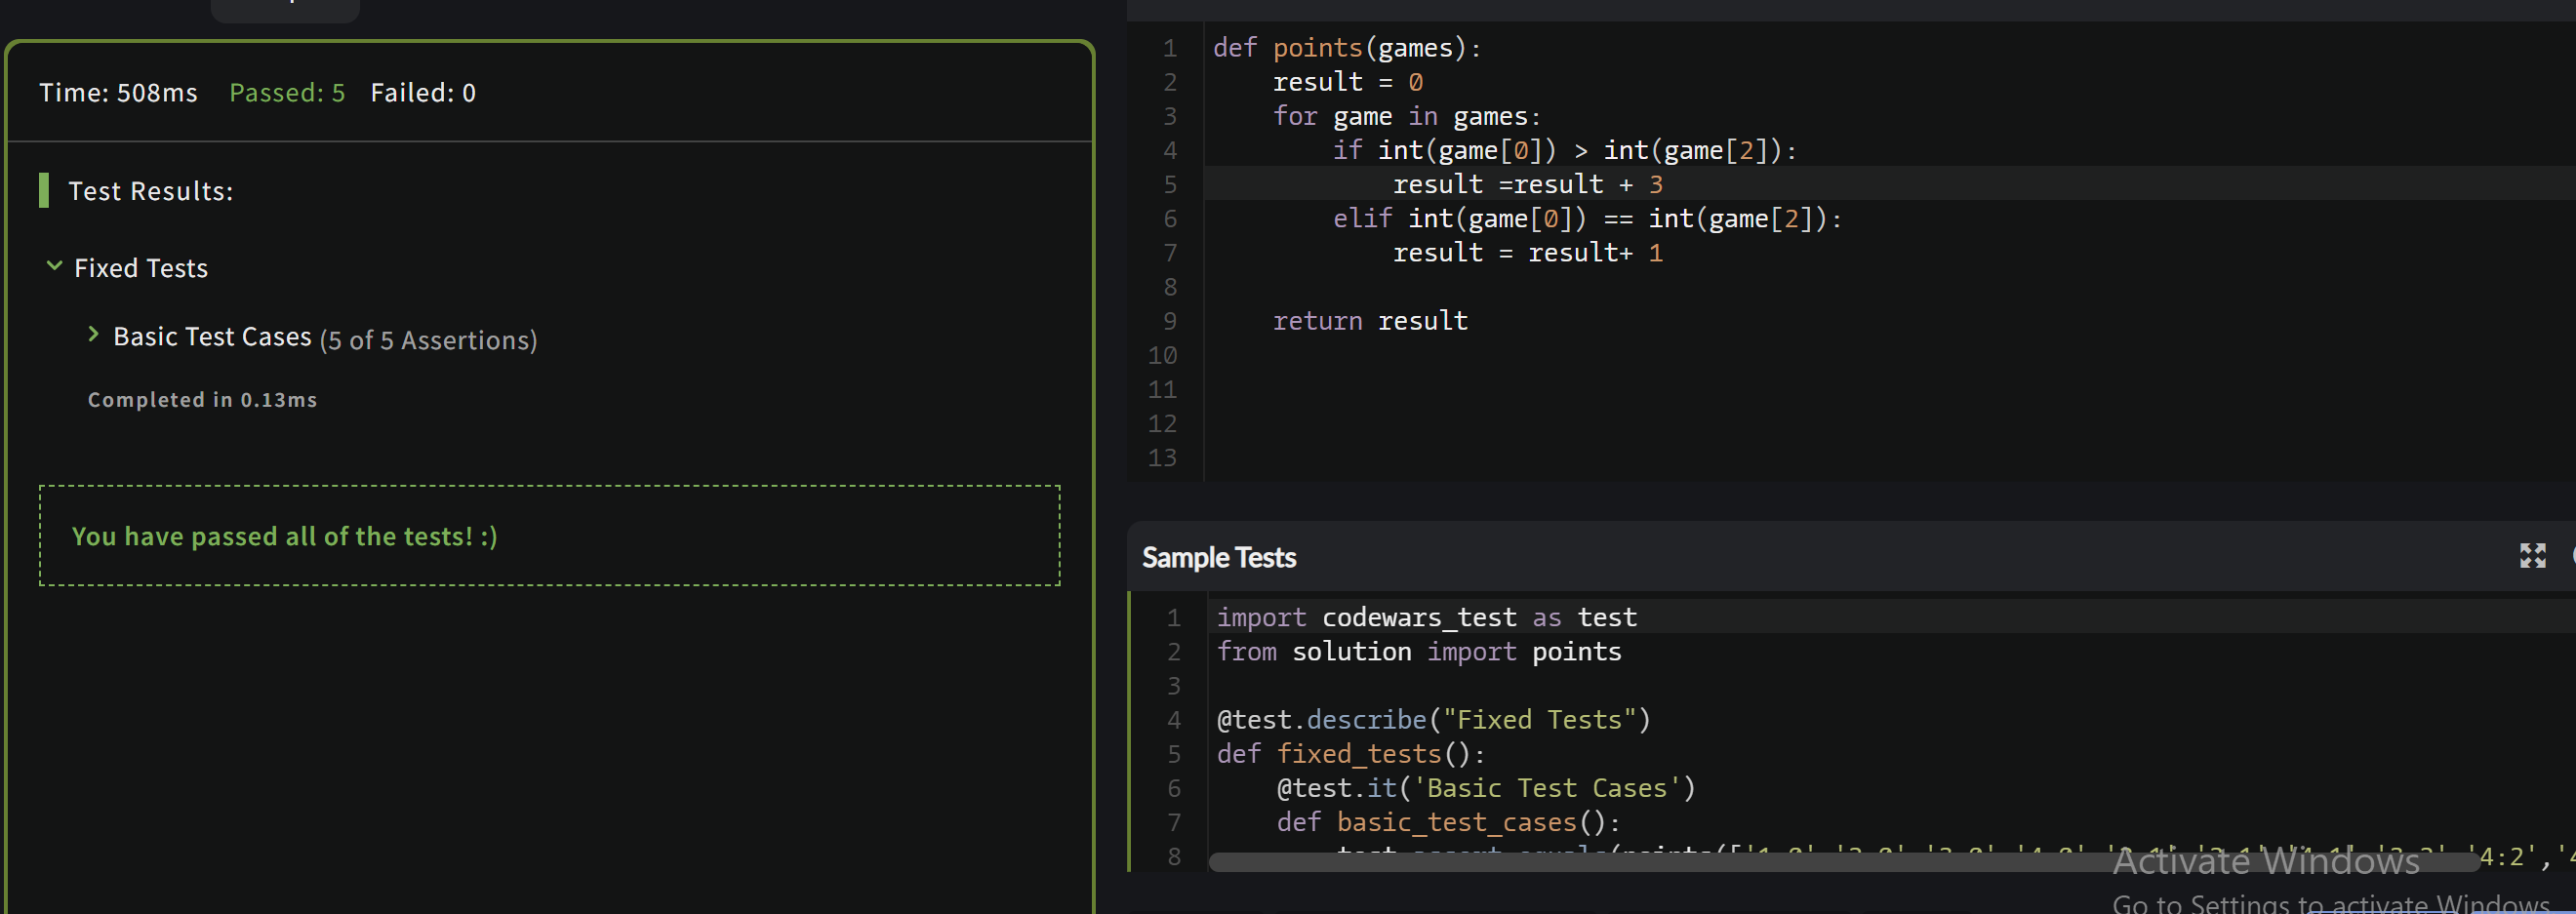 Time: 508ms Passed: 5 Failed: 0
Test Results:
Fixed Tests
Basic Test Cases (5 of 5 Assertions)
Completed in 0.13ms
You have passed all of the tests! :)
1 def points(games):
2 result = 0
3 for game in games:
4 if int(game[0]) > int(game[2]):
5 result =result + 3
6 elif int(game[0]) == int(game[2]):
7 result = result+ 1
8
9 return result
10
11
12
13
Sample Tests
1 import codewars_test as test
2 from solution import points
3
4 @test.describe("Fixed Tests")
5 def fixed_tests():
6 @test.it('Basic Test Cases')
7 def basic_test_cases():
8 '4:2',
Activate Windows
Go to Settings to activate Windows.